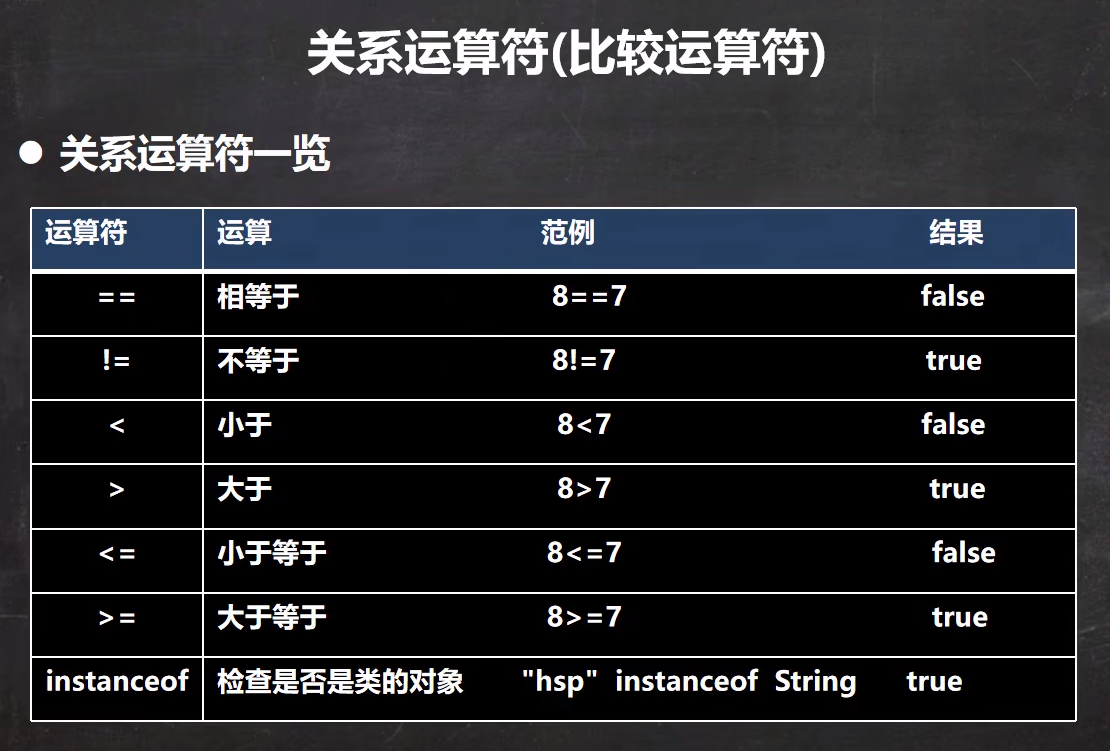 关系运算符(比较运算符)
● 关系运算符一览
运算符 运算 范例 结果
== 相等于 8==7 false
!= 不等于 8!=7 true
< 小于 8<7 false
> 大于 8>7 true
<= 小于等于 8<=7 false
>= 大于等于 8>=7 true
instanceof 检查是否是类的对象 "hsp" instanceof String true